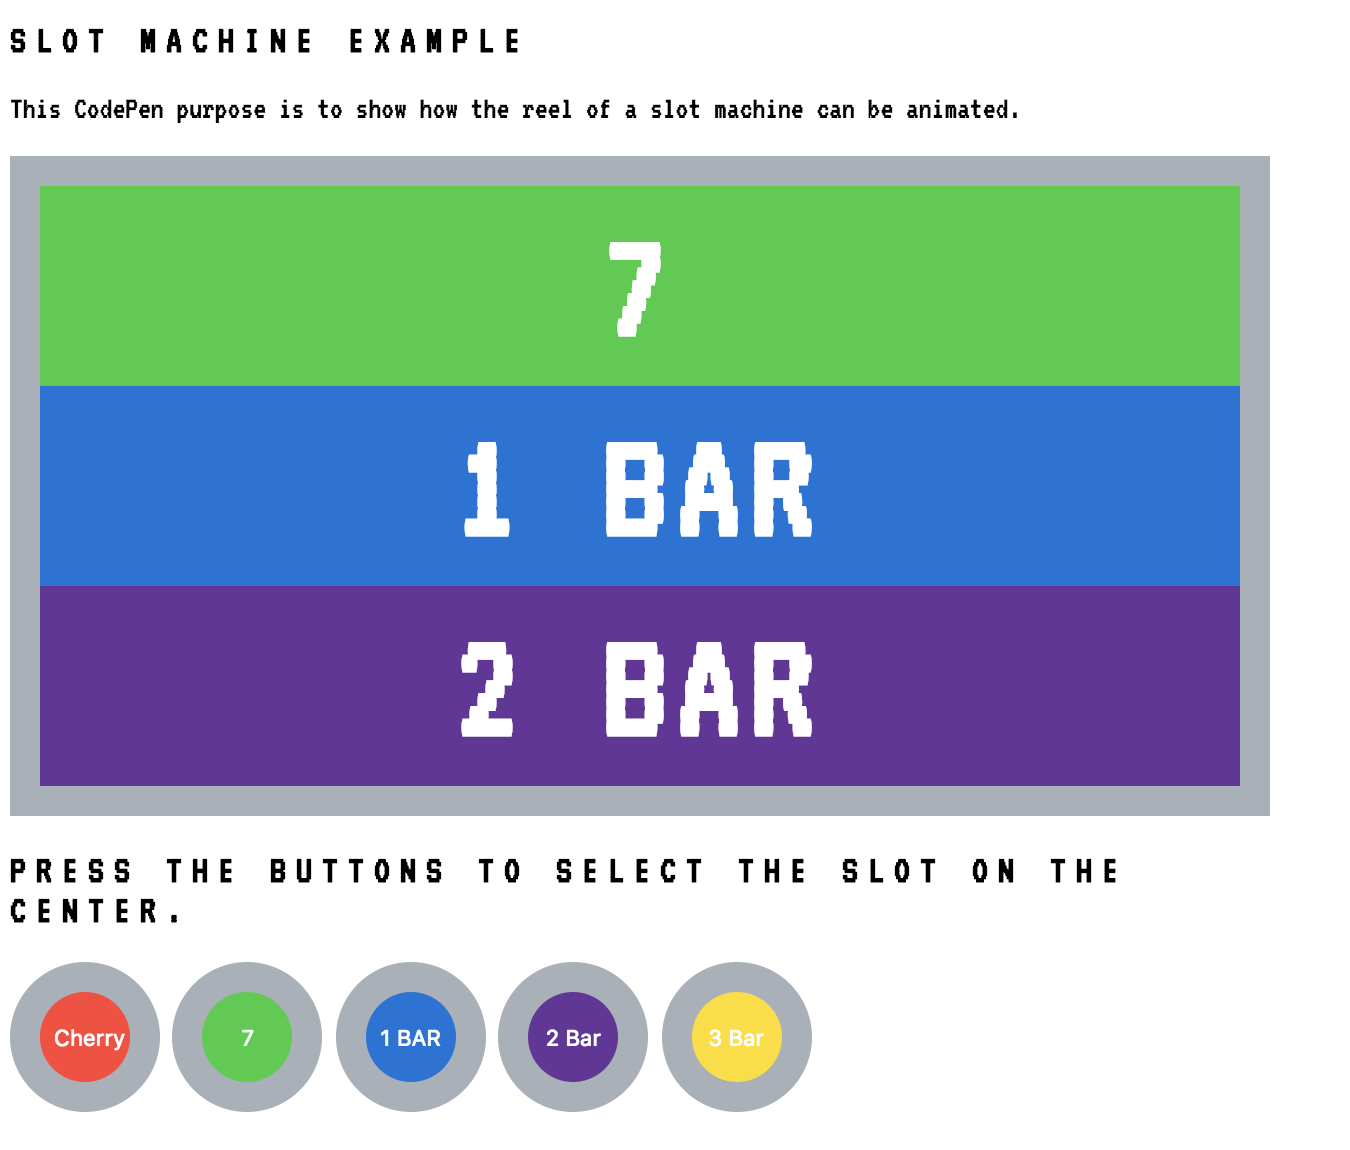 SLOT MACHINE EXAMPLE
This CodePen purpose is to show how the reel of a slot machine can be animated.
7
1 BAR
2 BAR
PRESS THE BUTTONS TO SELECT THE SLOT ON THE
CENTER.
Cherry
7
1 BAR
2 Bar
3 Bar